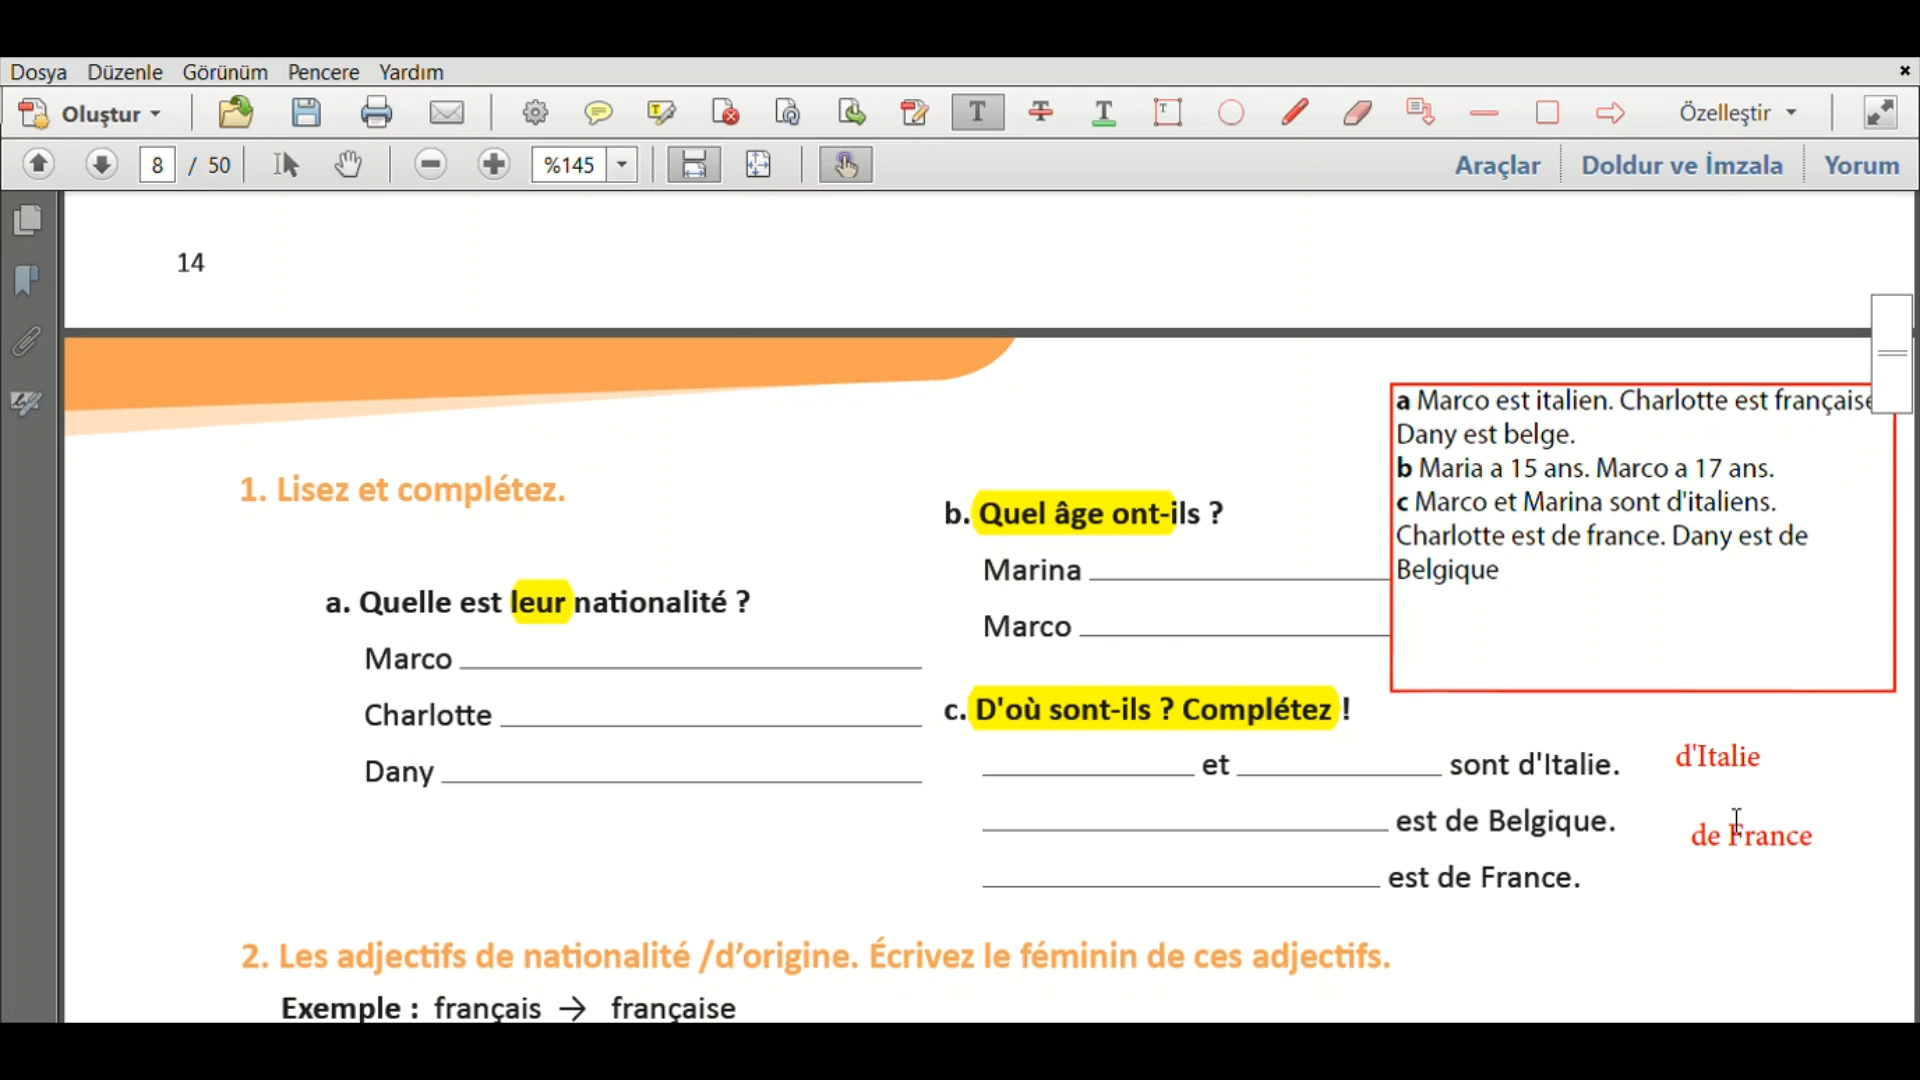 Dosya Düzenle Görünüm Pencere Yardım
Oluştur
Özelleştir
8 / 50
%145
Araçlar
Doldur ve İmzala
Yorum
14
1. Lisez et complétez.
a. Quelle est leur nationalité ?
Marco
Charlotte
Dany
b. Quel âge ont-ils ?
Marina
Marco
c. D'où sont-ils ? Complétez !
et sont d'Italie.
est de Belgique.
est de France.
a Marco est italien. Charlotte est française
Dany est belge.
b Maria a 15 ans. Marco a 17 ans.
c Marco et Marina sont d'italiens.
Charlotte est de france. Dany est de
Belgique
d'Italie
de France
2. Les adjectifs de nationalité /d’origine. Écrivez le féminin de ces adjectifs.
Exemple : français → française